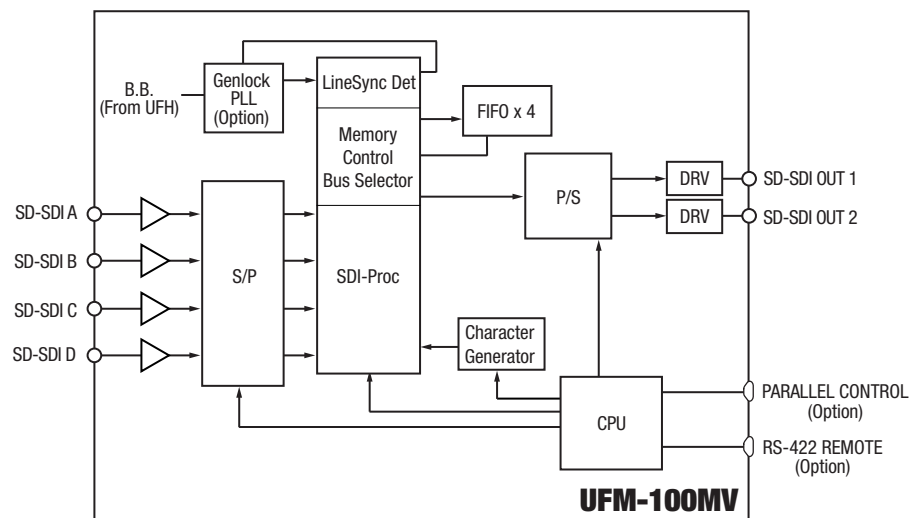 B.B.
(From UFH)
Genlock
PLL
(Option)
LineSync Det
Memory
Control
Bus Selector
FIFO x 4
P/S
DRV
SD-SDI OUT 1
DRV
SD-SDI OUT 2
SD-SDI A
SD-SDI B
SD-SDI C
SD-SDI D
S/P
SDI-Proc
Character
Generator
CPU
PARALLEL CONTROL
(Option)
RS-422 REMOTE
(Option)
UFM-100MV